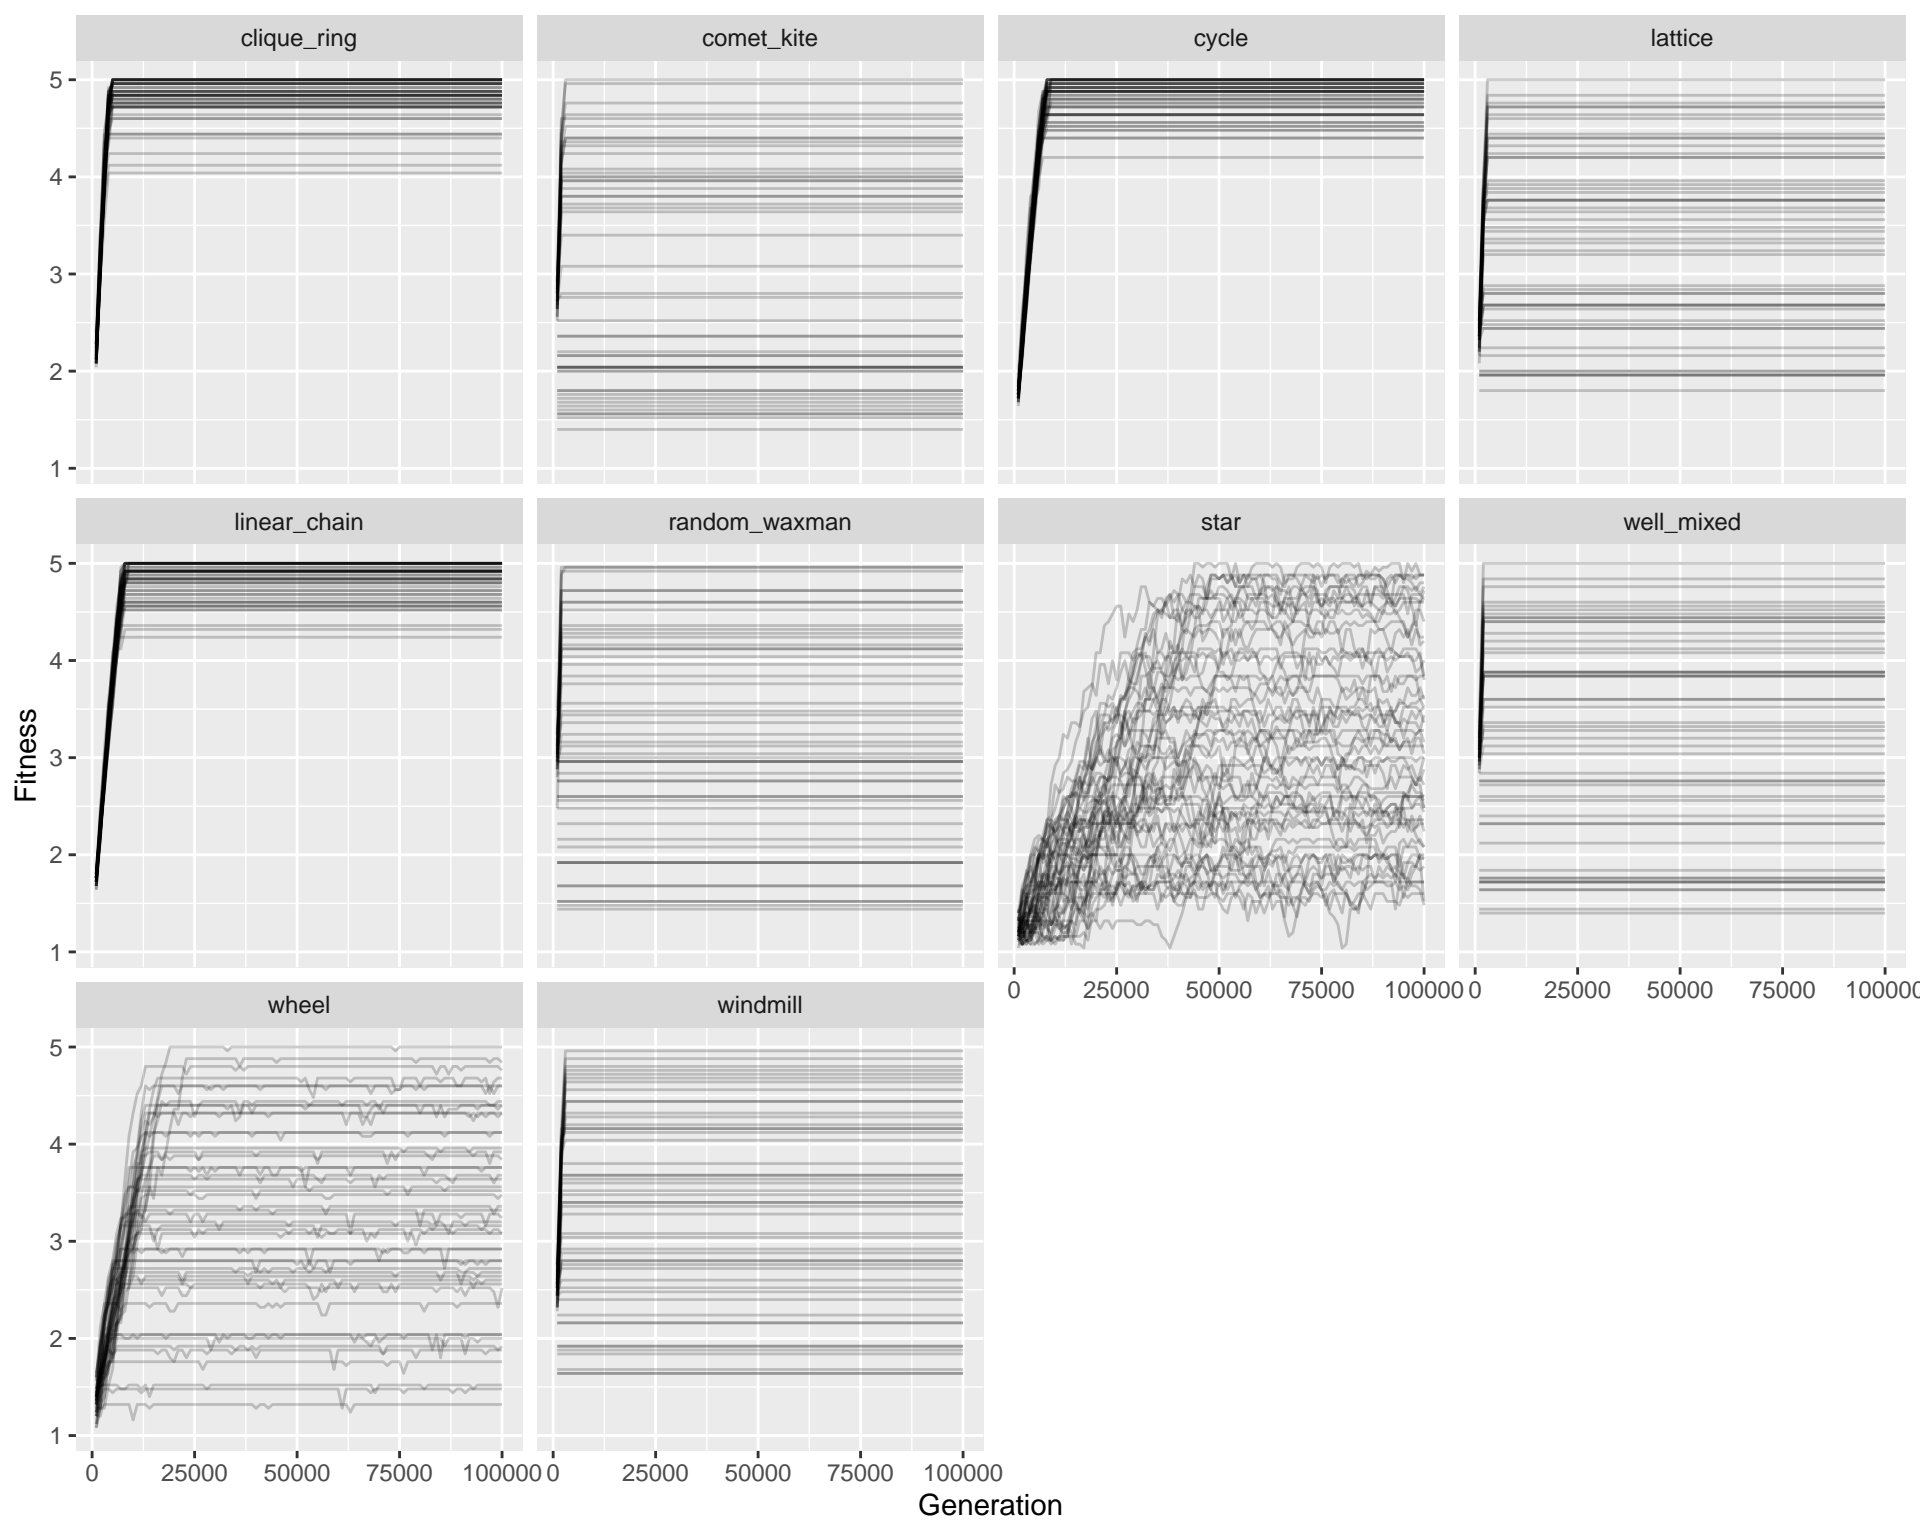 clique_ring comet_kite cycle lattice
5
4
3
2
1
linear_chain random_waxman star well_mixed
5
4
3
2
1
0 25000 50000 75000 100000 0 25000 50000 75000 100000
wheel windmill
5
4
3
2
1
0 25000 50000 75000 100000 0 25000 50000 75000 100000
Generation
Fitness